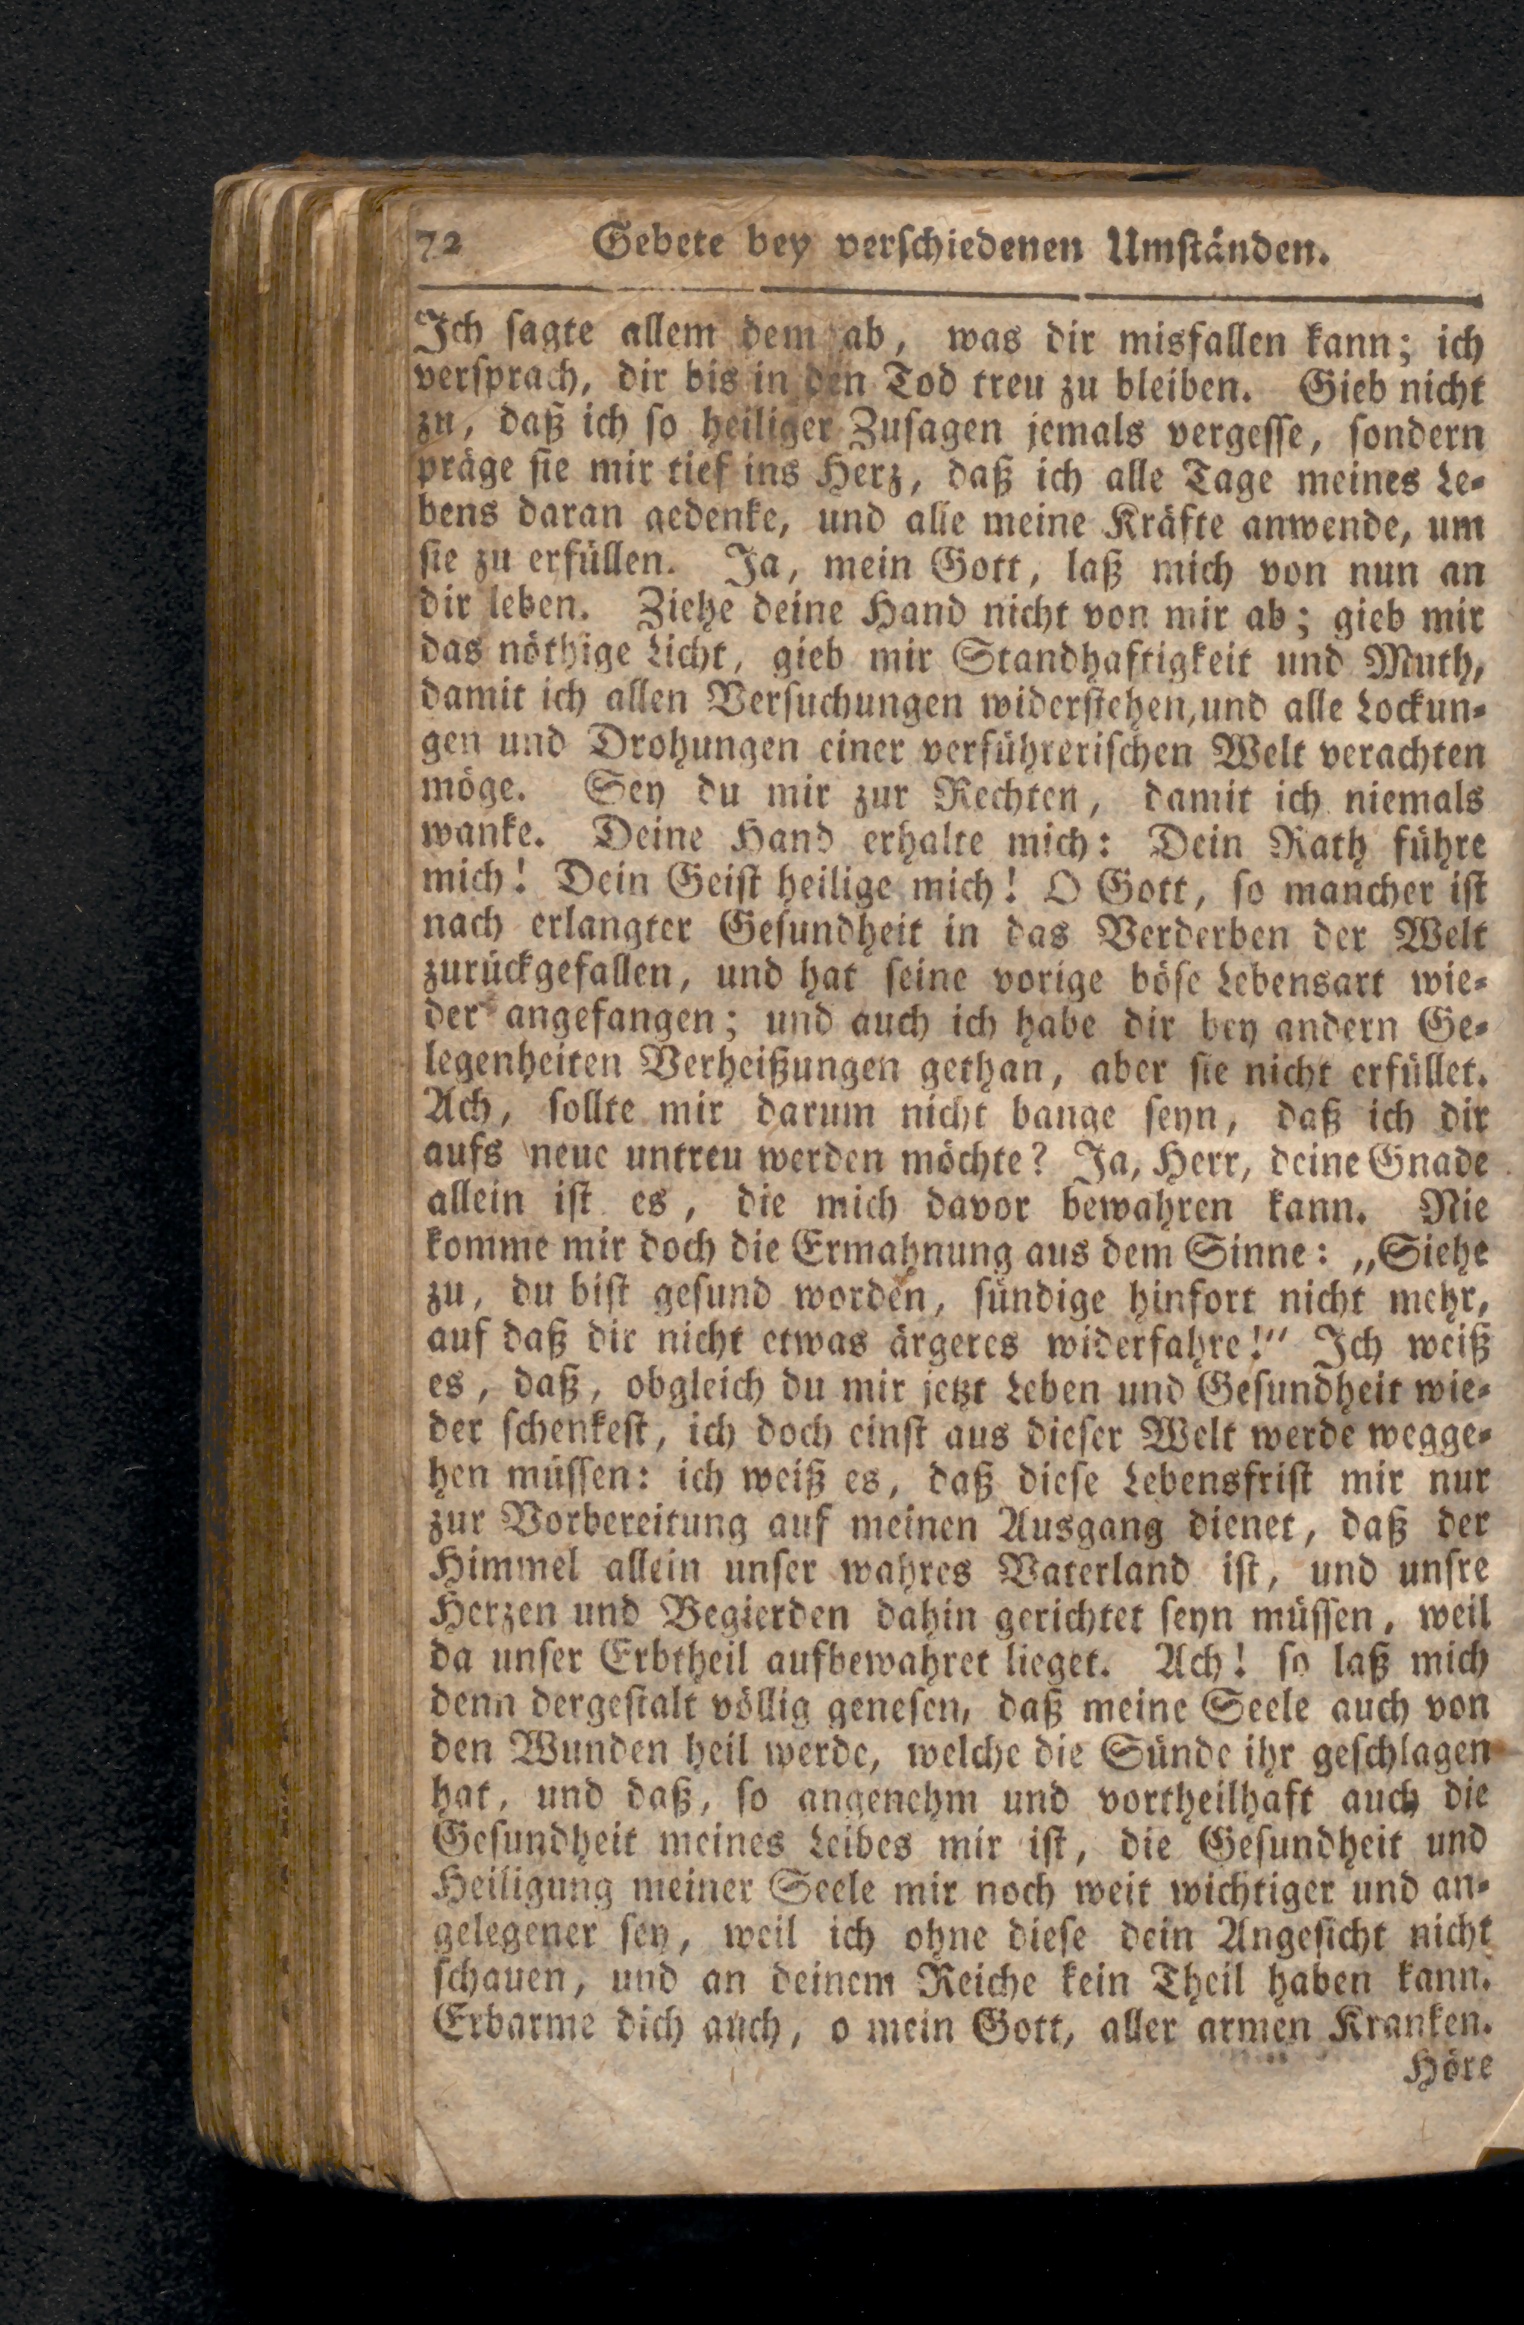 72 Gebete bey verschiedenen Umständen.
Ich sagte allem dem ab, was dir misfallen kann; ich
versprach, dir bis in den Tod treu zu bleiben. Gieb nicht
zu, daß ich so heiliger Zusagen jemals vergesse, sondern
präge sie mir tief ins Herz, daß ich alle Tage meines Le-
bens daran gedenke, und alle meine Kräfte anwende, um
sie zu erfüllen. Ja, mein Gott, laß mich von nun an
dir leben. Ziehe deine Hand nicht von mir ab; gieb mir
das nöthige Licht, gieb mir Standhaftigkeit und Muth,
damit ich allen Versuchungen widerstehen, und alle Lockun-
gen und Drohungen einer verführerischen Welt verachten
möge. Sey du mir zur Rechten, damit ich niemals
wanke. Deine Hand erhalte mich: Dein Rath führe
mich! Dein Geist heilige mich! O Gott, so mancher ist
nach erlangter Gesundheit in das Verderben der Welt
zurückgefallen, und hat seine vorige böse Lebensart wie-
der angefangen; und auch ich habe dir bey andern Ge-
legenheiten Verheißungen gethan, aber sie nicht erfüllet.
Ach, sollte mir darum nicht bange seyn, daß ich dir
aufs neue untreu werden möchte? Ja, Herr, deine Gnade
allein ist es, die mich davor bewahren kann. Nie
komme mir doch die Ermahnung aus dem Sinne: „Siehe
zu, du bist gesund worden, sündige hinfort nicht mehr,
auf daß dir nicht etwas ärgeres widerfahre!“ Ich weiß
es, daß, obgleich du mir jetzt Leben und Gesundheit wie-
der schenkest, ich doch einst aus dieser Welt werde wegge-
hen müssen: ich weiß es, daß diese Lebensfrist mir nur
zur Vorbereitung auf meinen Ausgang dienet, daß der
Himmel allein unser wahres Vaterland ist, und unsre
Herzen und Begierden dahin gerichtet seyn müssen, weil
da unser Erbtheil aufbewahret lieget. Ach! so laß mich
denn dergestalt völlig genesen, daß meine Seele auch von
den Wunden heil werde, welche die Sünde ihr geschlagen
hat, und daß, so angenehm und vortheilhaft auch die
Gesundheit meines Leibes mir ist, die Gesundheit und
Heiligung meiner Seele mir noch weit wichtiger und an-
gelegener sey, weil ich ohne diese dein Angesicht nicht
schauen, und an deinem Reiche kein Theil haben kann.
Erbarme dich auch, o mein Gott, aller armen Kranken.
Höre